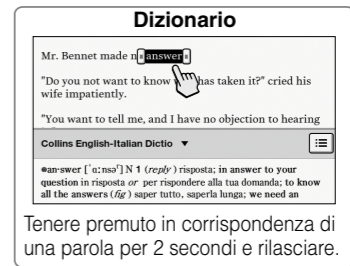 Dizionario
Mr. Bennet made n answer
"Do you not want to know w has taken it?" cried his
wife impatiently.
"You want to tell me, and I have no objection to hearing
Collins English-Italian Dictio ▼
an·swer [ˈɑːnsəʳ] N 1 (reply) risposta; in answer to your
question in risposta or per rispondere alla tua domanda; to know
all the answers (fig) saper tutto, saperla lunga; we need an
Tenere premuto in corrispondenza di
una parola per 2 secondi e rilasciare.